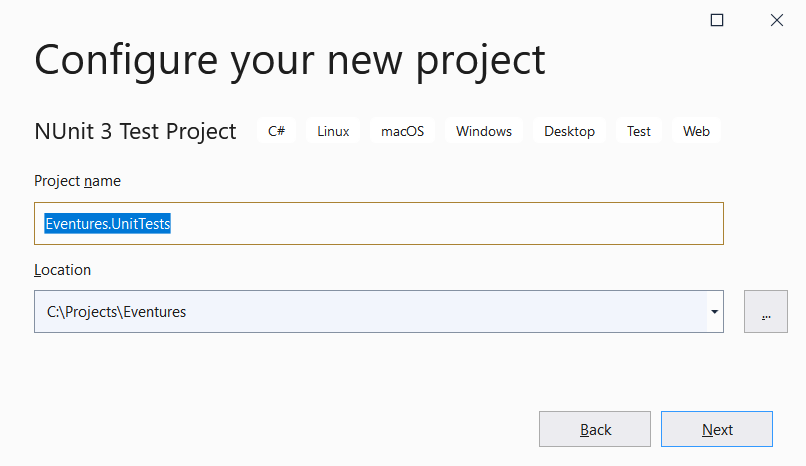 Configure your new project
NUnit 3 Test Project C# Linux macOS Windows Desktop Test Web
Project name
Eventures.UnitTests
Location
C:\Projects\Eventures
...
Back Next